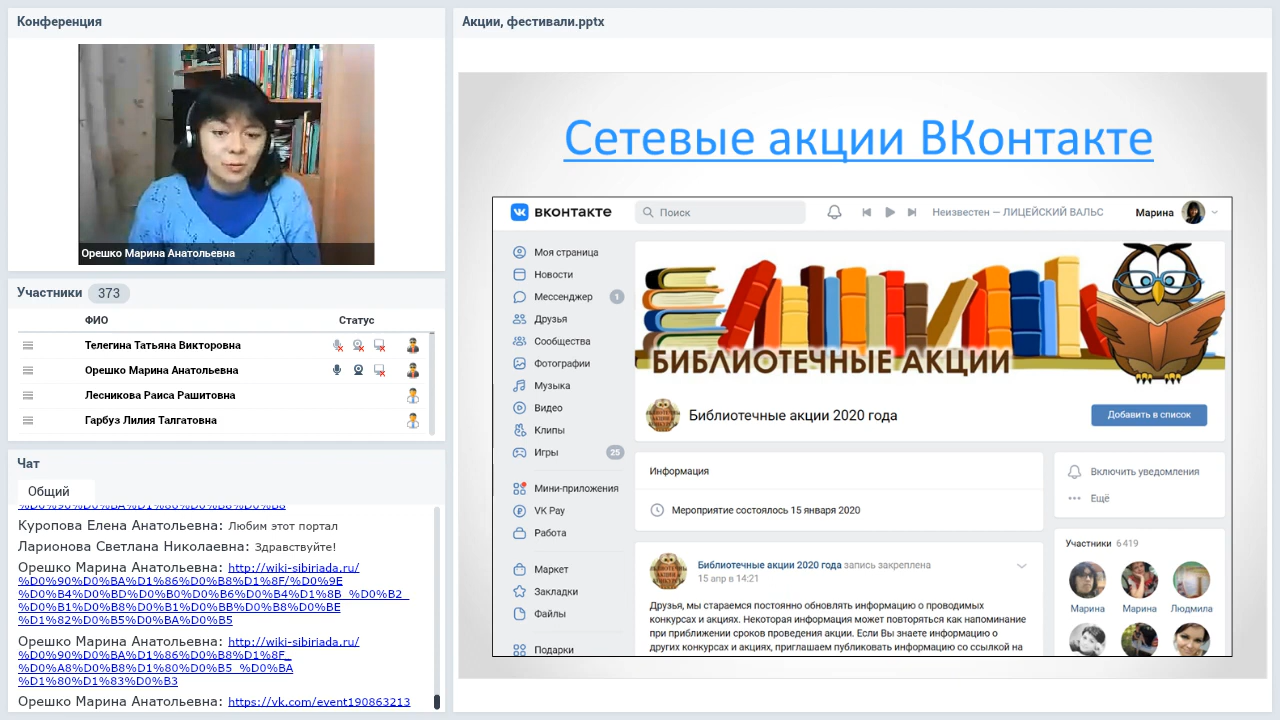 Конференция
Орешко Марина Анатольевна
Участники 373
ФИО Статус
Телегина Татьяна Викторовна
Орешко Марина Анатольевна
Лесникова Раиса Рашитовна
Гарбуз Лилия Талгатовна
Чат
Общий
Куропова Елена Анатольевна: Любим этот портал
Ларионова Светлана Николаевна: Здравствуйте!
Орешко Марина Анатольевна: http://wiki-sibiriada.ru/
%D0%90%D0%BA%D1%86%D0%B8%D1%8F/%D0%9E
%D0%B4%D0%BD%D0%B0%D0%B6%D0%B4%D1%8B_%D0%B2_
%D0%B1%D0%B8%D0%B1%D0%BB%D0%B8%D0%BE
%D1%82%D0%B5%D0%BA%D0%B5
Орешко Марина Анатольевна: http://wiki-sibiriada.ru/
%D0%90%D0%BA%D1%86%D0%B8%D1%8F_
%D0%A8%D0%B8%D1%80%D0%B5_%D0%BA
%D1%80%D1%83%D0%B3
Орешко Марина Анатольевна: https://vk.com/event190863213
Акции, фестивали.pptx
Сетевые акции ВКонтакте
вконтакте
Поиск
Неизвестен — ЛИЦЕЙСКИЙ ВАЛЬС
Марина
Моя страница
Новости
Мессенджер 1
Друзья
Сообщества
Фотографии
Музыка
Видео
Клипы
Игры 25
Мини-приложения
VK Pay
Работа
Маркет
Закладки
Файлы
Подарки
БИБЛИОТЕЧНЫЕ АКЦИИ
Библиотечные акции 2020 года
Добавить в список
Информация
Мероприятие состоялось 15 января 2020
Библиотечные акции 2020 года запись закреплена
15 апр в 14:21
Друзья, мы стараемся постоянно обновлять информацию о проводимых
конкурсах и акциях. Некоторая информация может повторяться как напоминание
при приближении сроков проведения акции. Если Вы знаете информацию о
других конкурсах и акциях, приглашаем публиковать информацию со ссылкой на
Включить уведомления
Ещё
Участники 6 419
Марина Марина Людмила